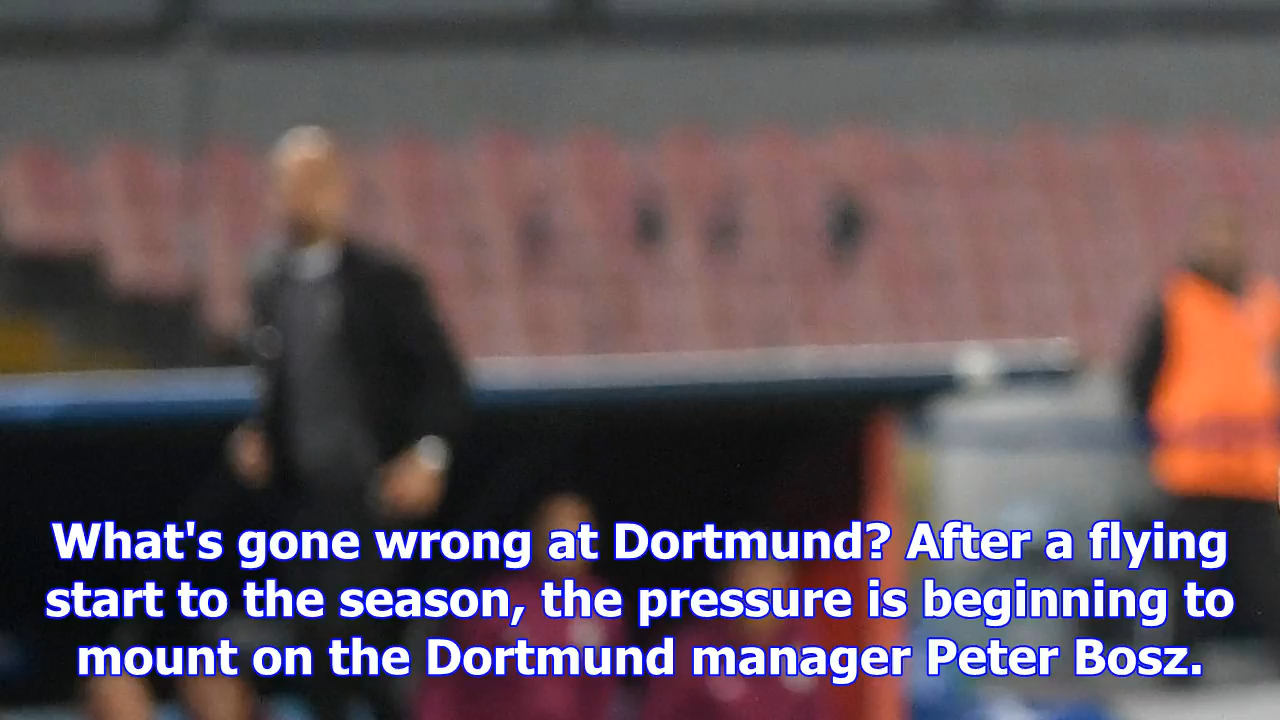 What's gone wrong at Dortmund? After a flying
start to the season, the pressure is beginning to
mount on the Dortmund manager Peter Bosz.